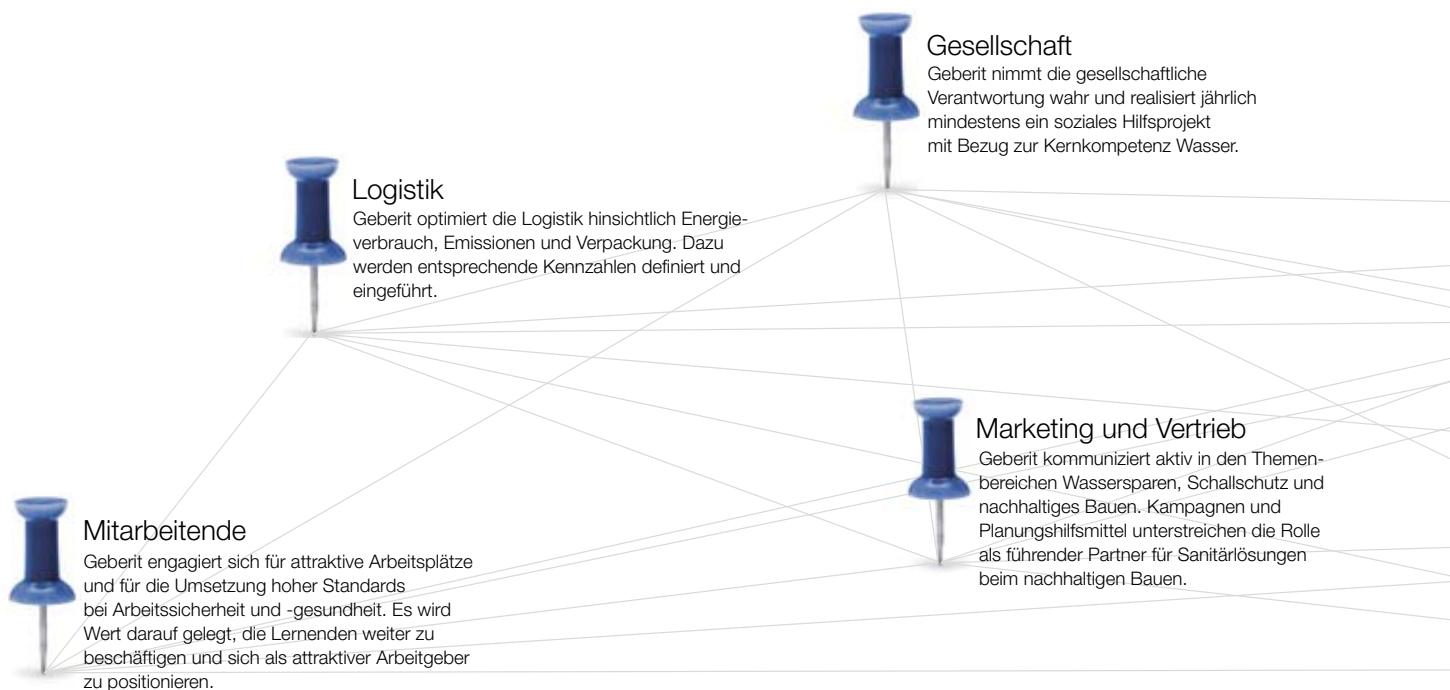 Gesellschaft
Geberit nimmt die gesellschaftliche
Verantwortung wahr und realisiert jährlich
mindestens ein soziales Hilfsprojekt
mit Bezug zur Kernkompetenz Wasser.
Logistik
Geberit optimiert die Logistik hinsichtlich Energie-
verbrauch, Emissionen und Verpackung. Dazu
werden entsprechende Kennzahlen definiert und
eingeführt.
Marketing und Vertrieb
Geberit kommuniziert aktiv in den Themen-
bereichen Wassersparen, Schallschutz und
nachhaltiges Bauen. Kampagnen und
Planungshilfsmittel unterstreichen die Rolle
als führender Partner für Sanitärlösungen
beim nachhaltigen Bauen.
Mitarbeitende
Geberit engagiert sich für attraktive Arbeitsplätze
und für die Umsetzung hoher Standards
bei Arbeitssicherheit und -gesundheit. Es wird
Wert darauf gelegt, die Lernenden weiter zu
beschäftigen und sich als attraktiver Arbeitgeber
zu positionieren.